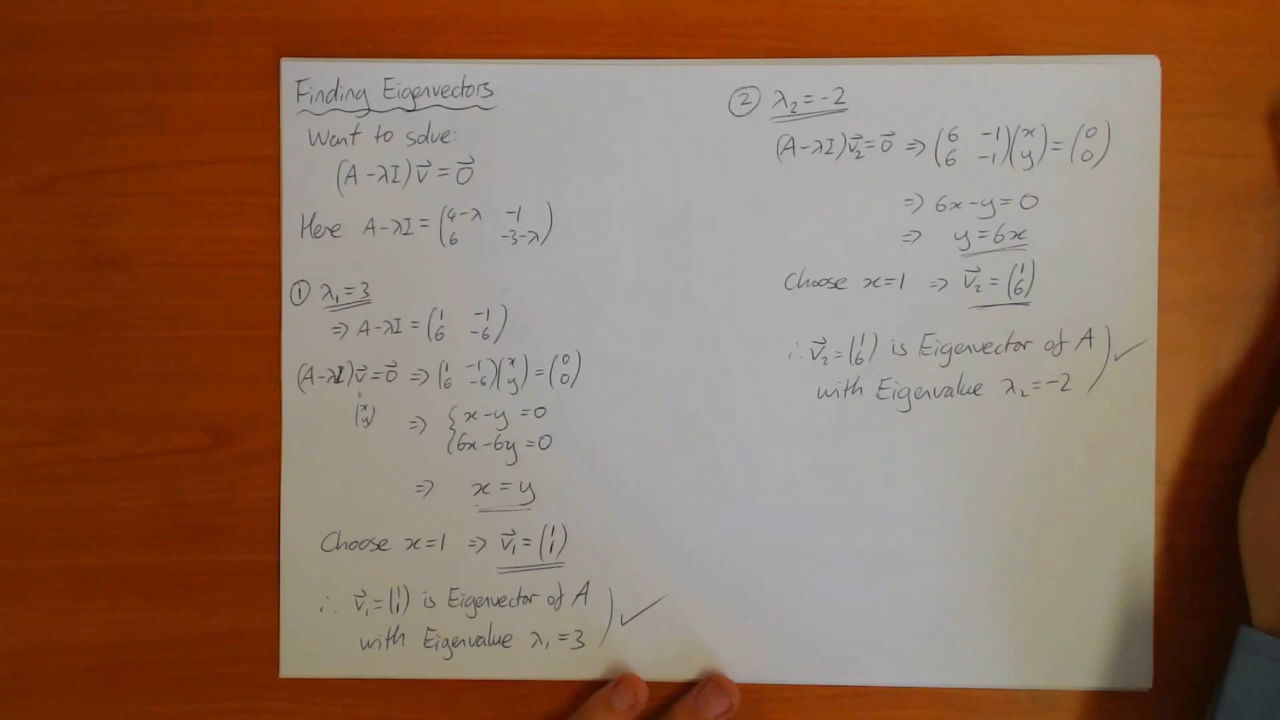 Finding Eigenvectors
Want to solve:
(A-λI)v⃗ = 0⃗
Here A-λI = (4-λ -1
6 -3-λ)
① λ₁=3
⇒ A-λI = (1 -1
6 -6)
(A-λI)v⃗ = 0⃗ ⇒ (1 -1
6 -6)(x
y) = (0
0)
(x
y)
⇒ { x-y=0
6x-6y=0
⇒ x=y
Choose x=1 ⇒ v⃗₁ = (1
1)
∴ v⃗₁ = (1
1) is Eigenvector of A
with Eigenvalue λ₁=3 ✓
② λ₂=-2
(A-λI)v⃗₂ = 0⃗ ⇒ (6 -1
6 -1)(x
y) = (0
0)
⇒ 6x-y=0
⇒ y=6x
Choose x=1 ⇒ v⃗₂ = (1
6)
∴ v⃗₂ = (1
6) is Eigenvector of A
with Eigenvalue λ₂=-2 ✓